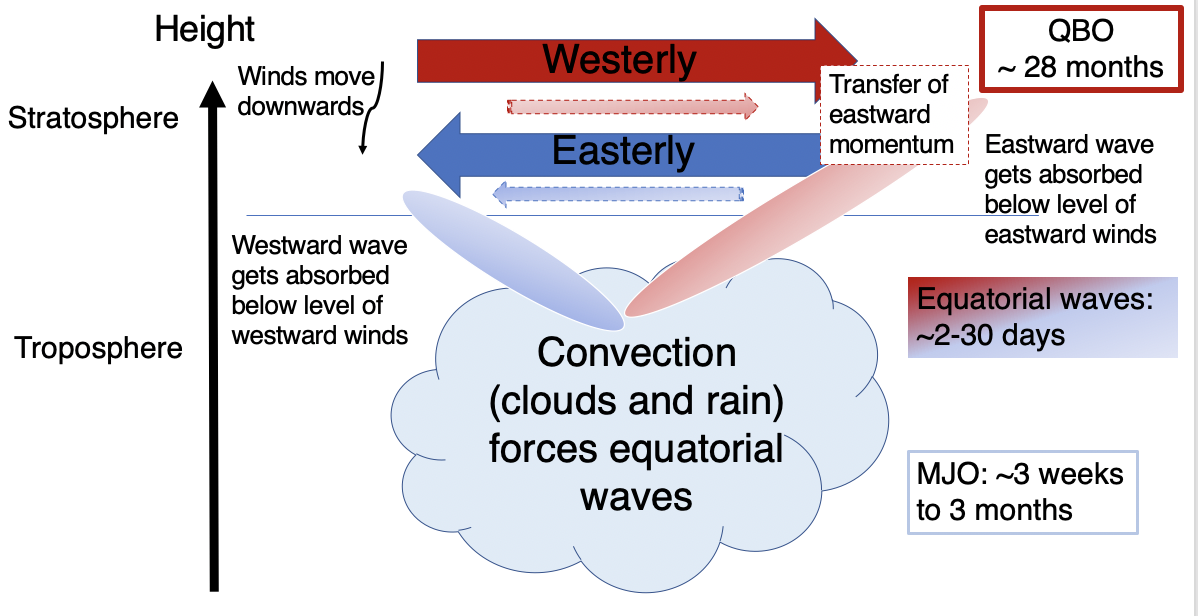 Height
Stratosphere
Troposphere
Winds move
downwards
Westerly
Easterly
Transfer of
eastward
momentum
QBO
~ 28 months
Eastward wave
gets absorbed
below level of
eastward winds
Westward wave
gets absorbed
below level of
westward winds
Equatorial waves:
~2-30 days
Convection
(clouds and rain)
forces equatorial
waves
MJO: ~3 weeks
to 3 months